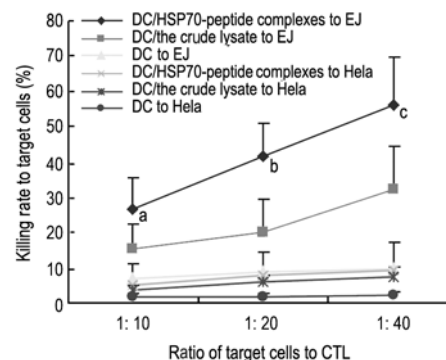 80
70
60
50
40
30
20
10
0
Killing rate to target cells (%)
DC/HSP70-peptide complexes to EJ
DC/the crude lysate to EJ
DC to EJ
DC/HSP70-peptide complexes to Hela
DC/the crude lysate to Hela
DC to Hela
a
b
c
1: 10 1: 20 1: 40
Ratio of target cells to CTL